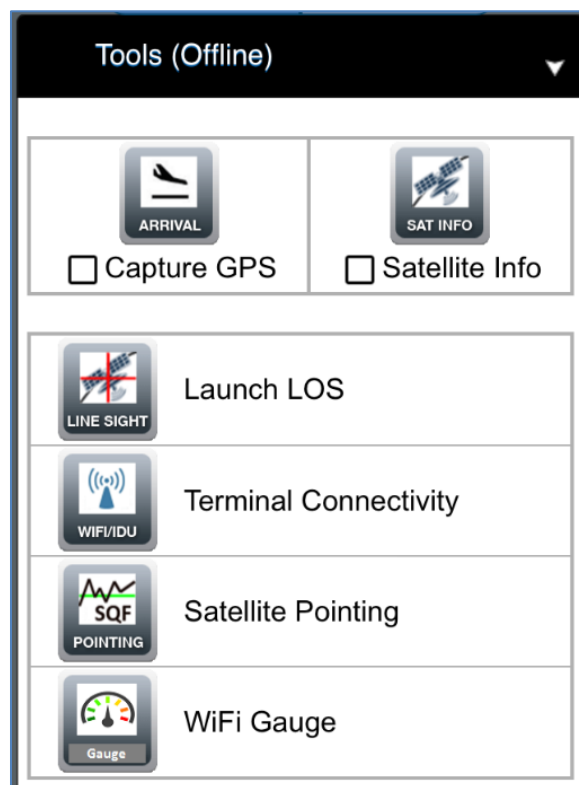 Tools (Offline)
ARRIVAL
SAT INFO
Capture GPS
Satellite Info
LINE SIGHT
Launch LOS
WIFI/IDU
Terminal Connectivity
SQF
POINTING
Satellite Pointing
Gauge
WiFi Gauge